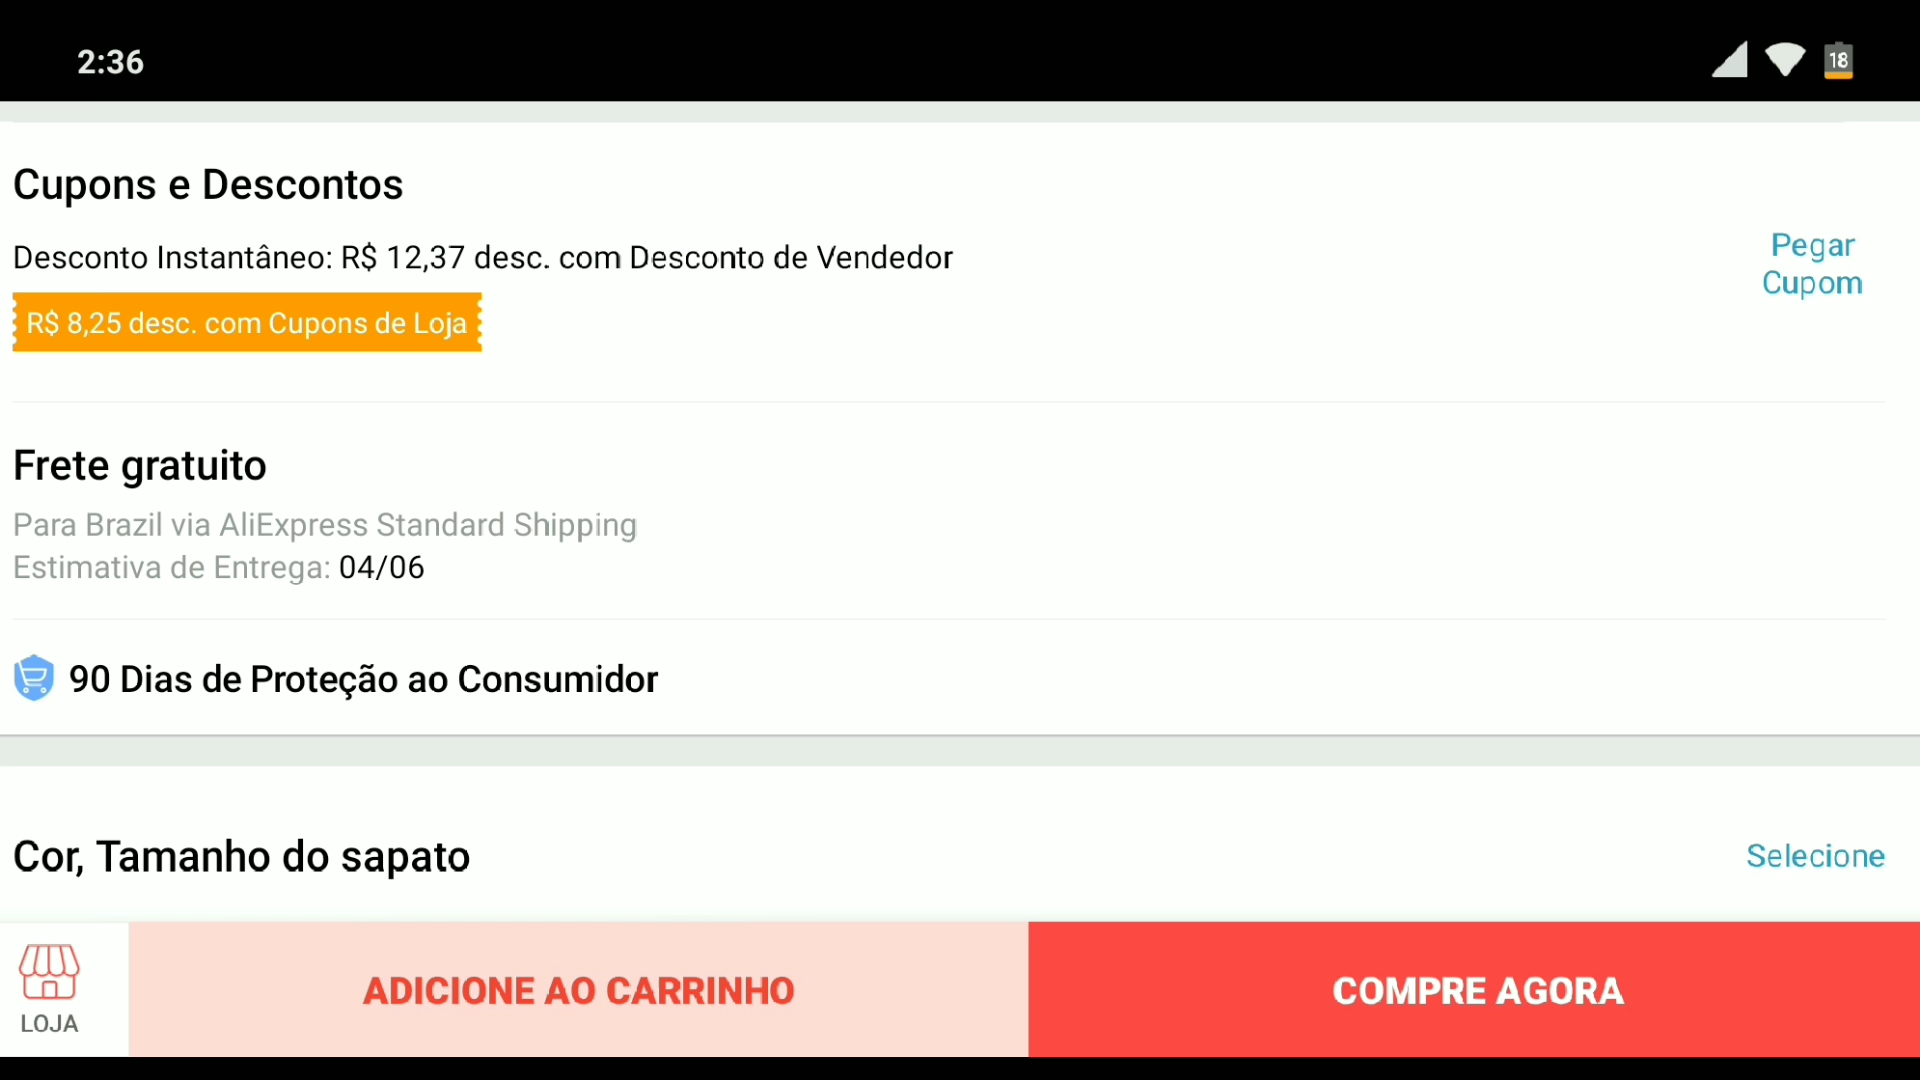 2:36
18
Cupons e Descontos
Desconto Instantâneo: R$ 12,37 desc. com Desconto de Vendedor
Pegar
Cupom
R$ 8,25 desc. com Cupons de Loja
Frete gratuito
Para Brazil via AliExpress Standard Shipping
Estimativa de Entrega: 04/06
90 Dias de Proteção ao Consumidor
Cor, Tamanho do sapato
Selecione
LOJA
ADICIONE AO CARRINHO
COMPRE AGORA